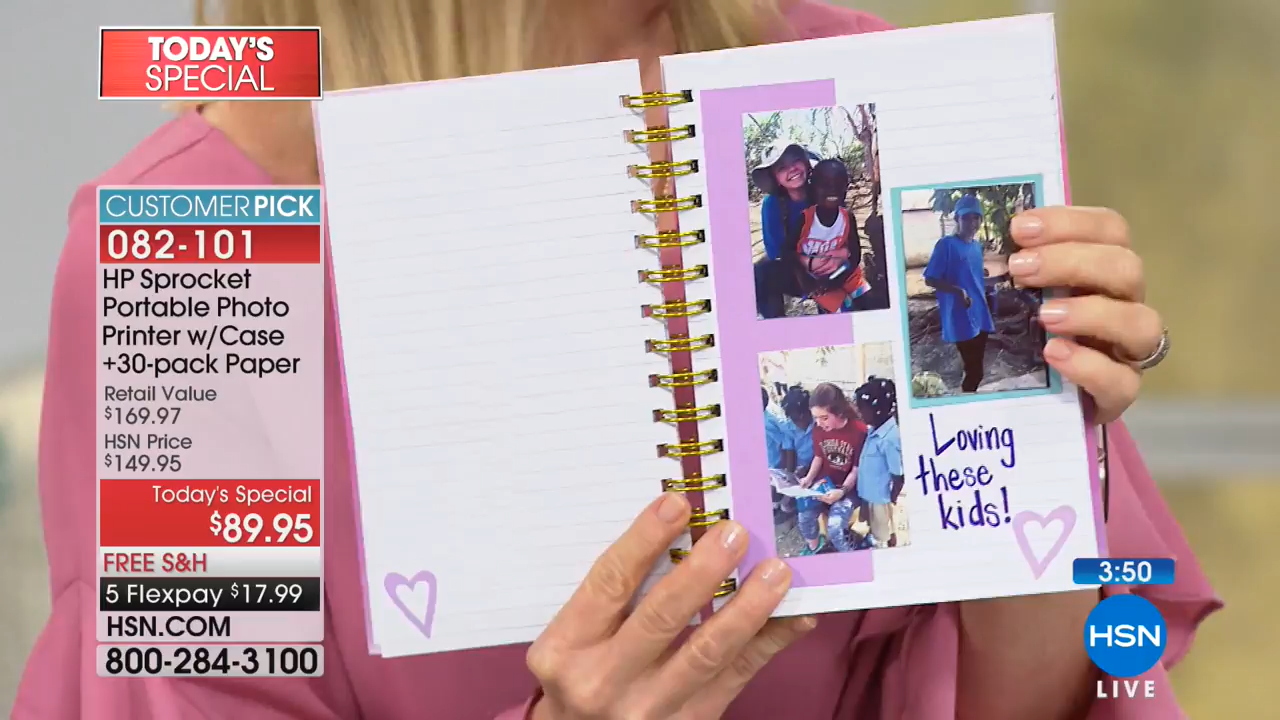 TODAY'S
SPECIAL
CUSTOMER PICK
082-101
HP Sprocket
Portable Photo
Printer w/Case
+30-pack Paper
Retail Value
$169.97
HSN Price
$149.95
Today's Special
$89.95
FREE S&H
5 Flexpay $17.99
HSN.COM
800-284-3100
Loving
these
kids!
3:50
HSN
LIVE